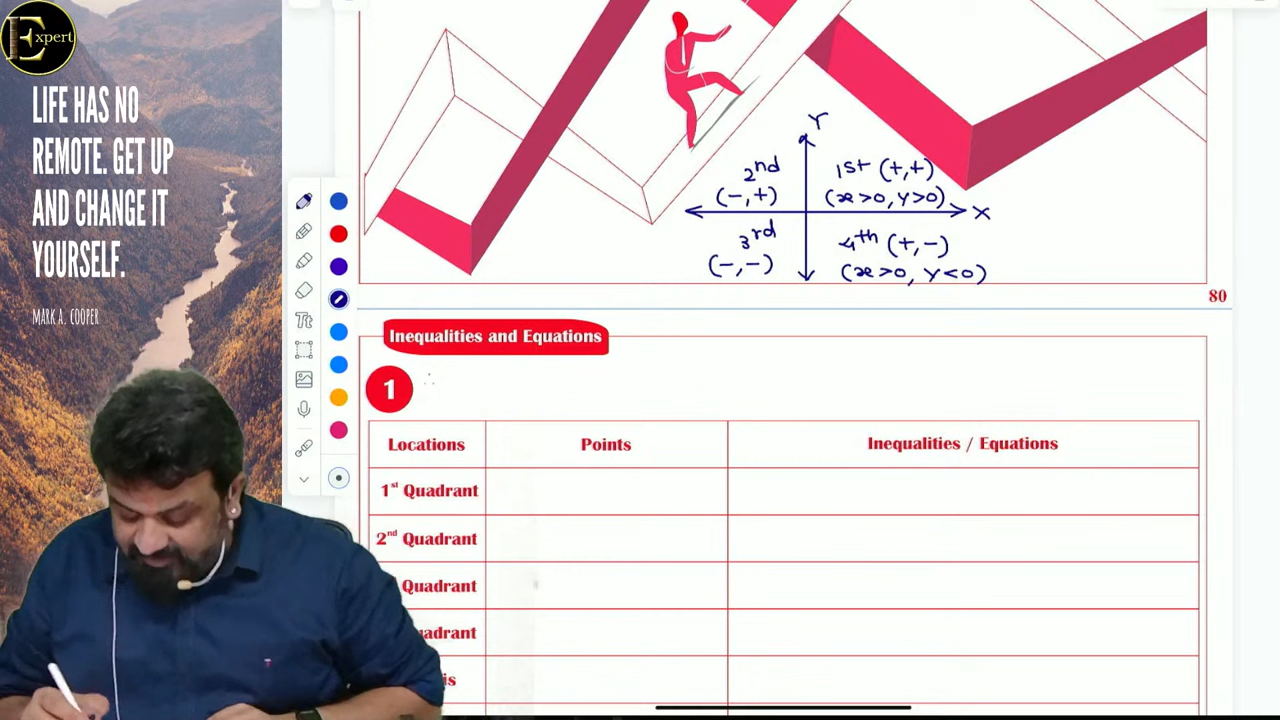 Expert
LIFE HAS NO
REMOTE. GET UP
AND CHANGE IT
YOURSELF.
MARK A. COOPER
Tt
Y
2nd
(-,+)
1st (+,+)
(x>0, Y>0)
X
3rd
(-,-)
4th (+,-)
(x>0, Y<0)
80
Inequalities and Equations
1
Locations Points Inequalities / Equations
1st Quadrant
2nd Quadrant
Quadrant
uadrant
is